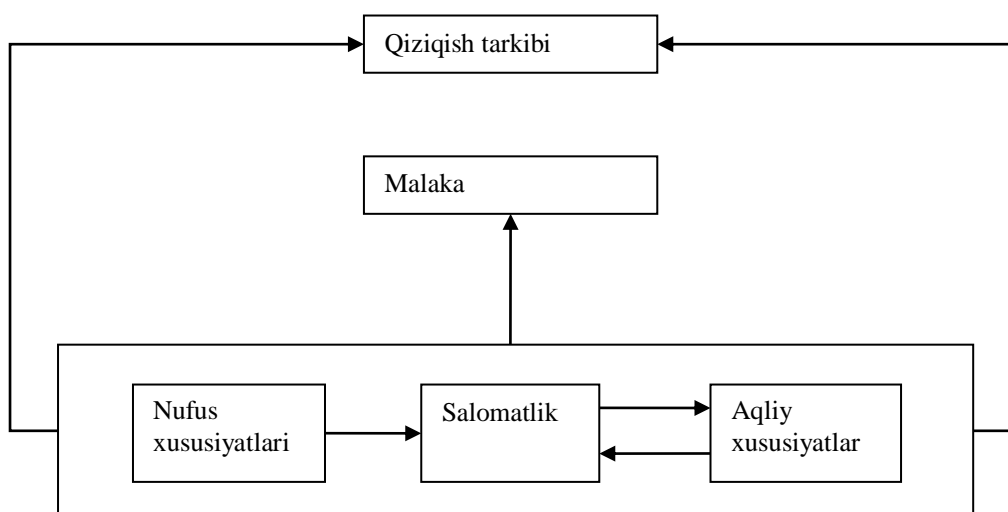 Qiziqish tarkibi
Malaka
Nufus
xususiyatlari
Salomatlik
Aqliy
xususiyatlar